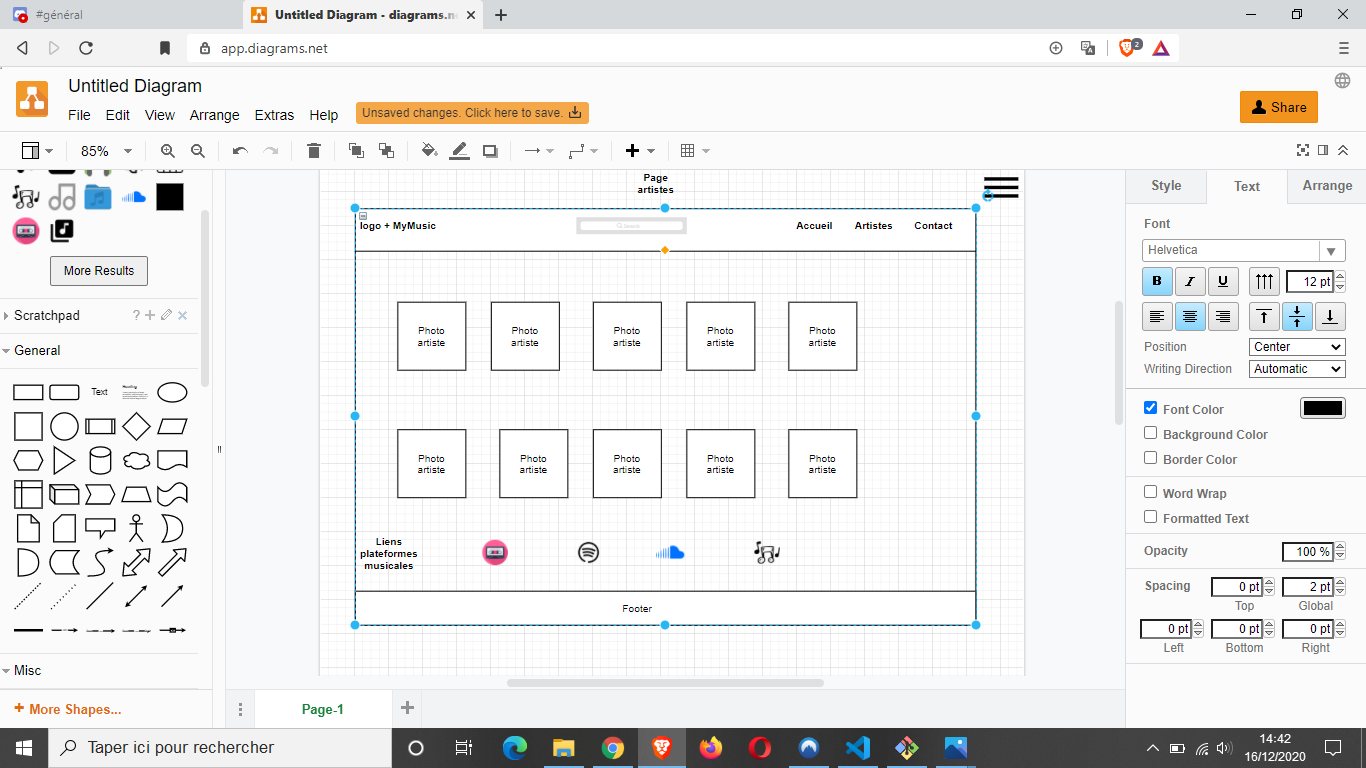 #général
Untitled Diagram - diagrams.n
app.diagrams.net
2
Untitled Diagram
File Edit View Arrange Extras Help
Unsaved changes. Click here to save.
Share
85%
More Results
Scratchpad
?
General
Text
Heading
Misc
+ More Shapes...
Page
artistes
logo + MyMusic
Search
Accueil Artistes Contact
Photo
artiste
Photo
artiste
Photo
artiste
Photo
artiste
Photo
artiste
Photo
artiste
Photo
artiste
Photo
artiste
Photo
artiste
Photo
artiste
Liens
plateformes
musicales
Footer
Page-1
Style Text Arrange
Font
Helvetica
B I U
12 pt
Position Center
Writing Direction Automatic
Font Color
Background Color
Border Color
Word Wrap
Formatted Text
Opacity 100 %
Spacing 0 pt 2 pt
Top Global
0 pt 0 pt 0 pt
Left Bottom Right
Taper ici pour rechercher
14:42
16/12/2020